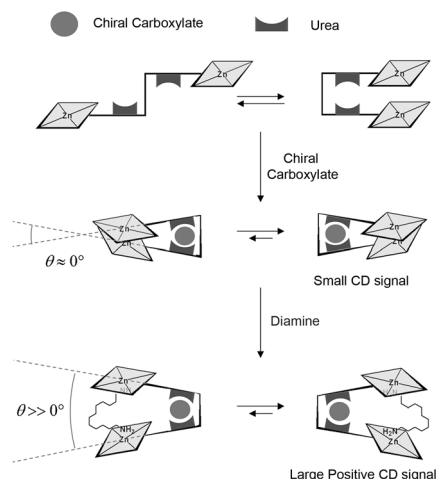 Chiral Carboxylate
Urea
Zn
Zn
Zn
Zn
Chiral
Carboxylate
Zn
Zn
Zn
Zn
θ ≈ 0°
Small CD signal
Diamine
Zn
Zn
θ >> 0°
NH₂
H₂N
Zn
Zn
Large Positive CD signal